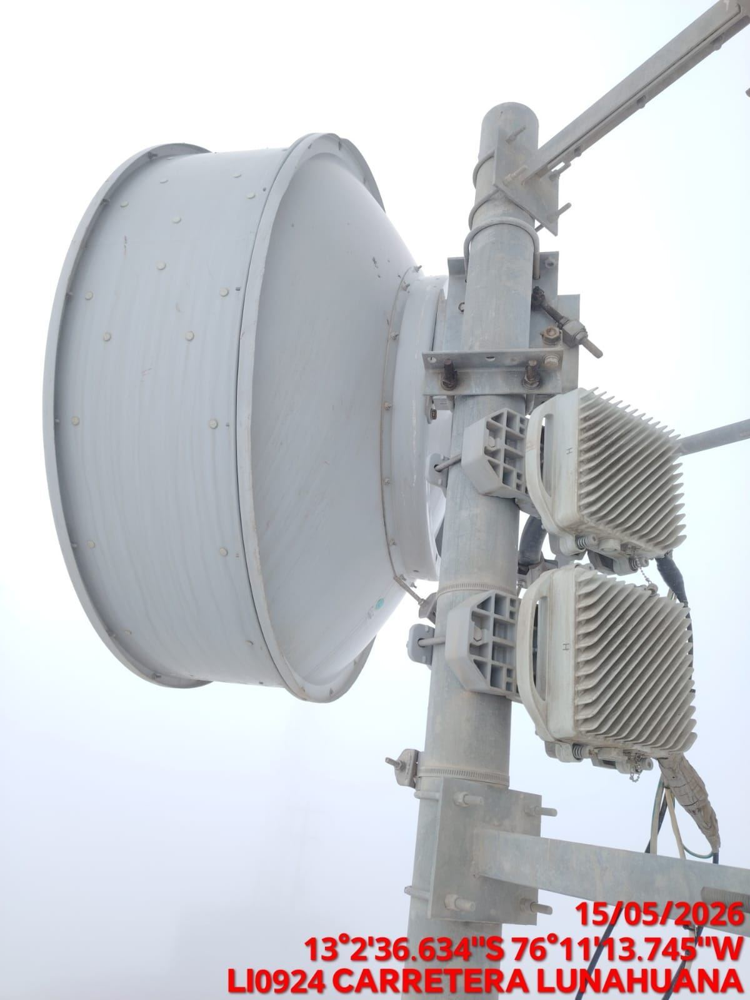 H
H
15/05/2026
13°2'36.634"S 76°11'13.745"W
LI0924 CARRETERA LUNAHUANA